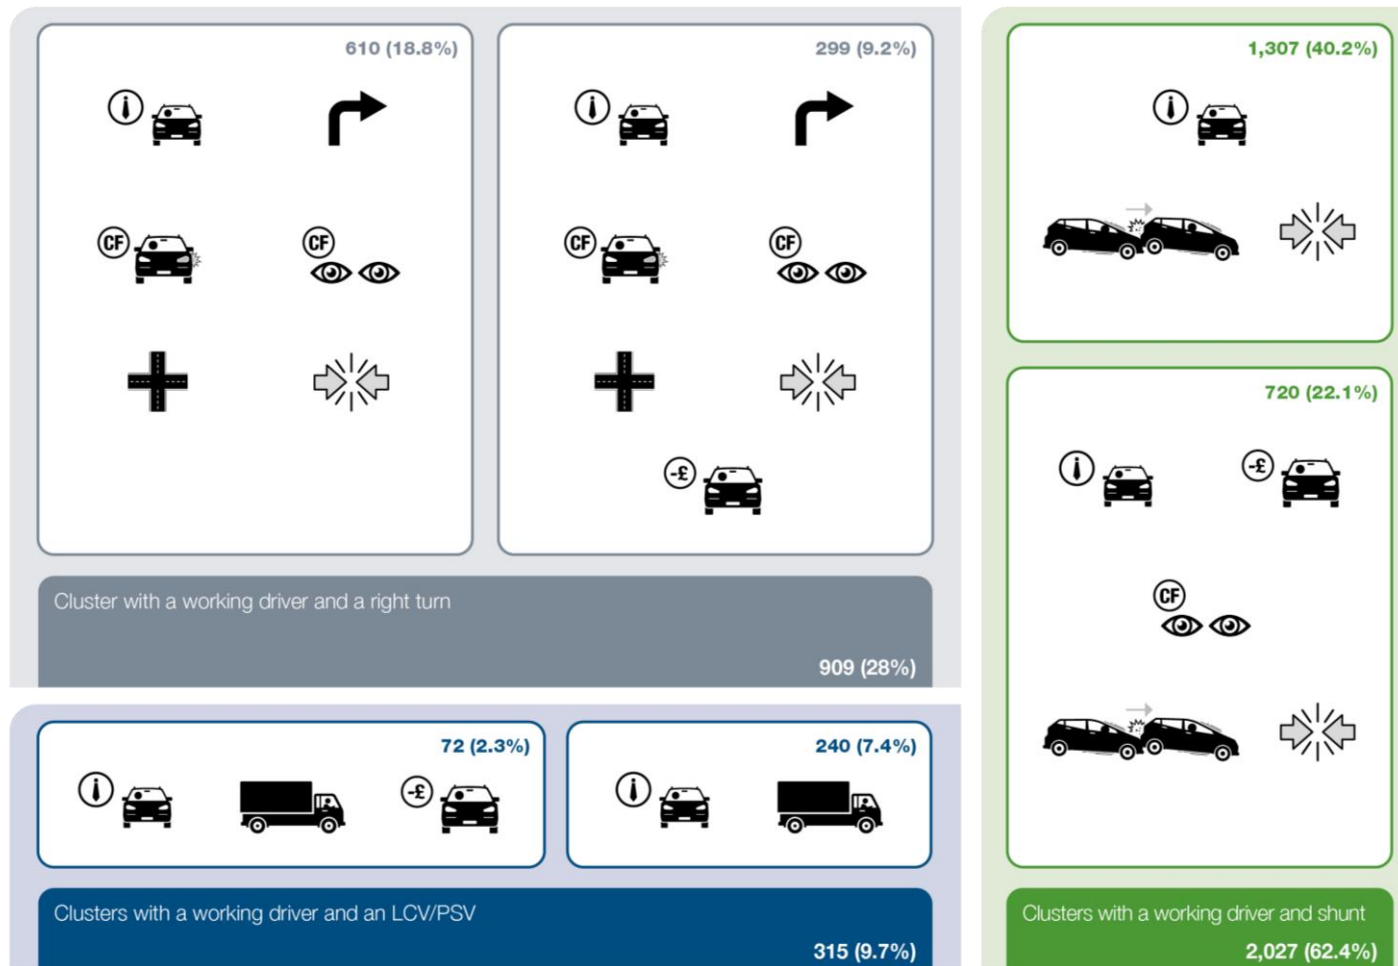 610 (18.8%)
CF
CF
299 (9.2%)
CF
CF
-£
Cluster with a working driver and a right turn
909 (28%)
72 (2.3%)
-£
240 (7.4%)
Clusters with a working driver and an LCV/PSV
315 (9.7%)
1,307 (40.2%)
720 (22.1%)
-£
CF
Clusters with a working driver and shunt
2,027 (62.4%)